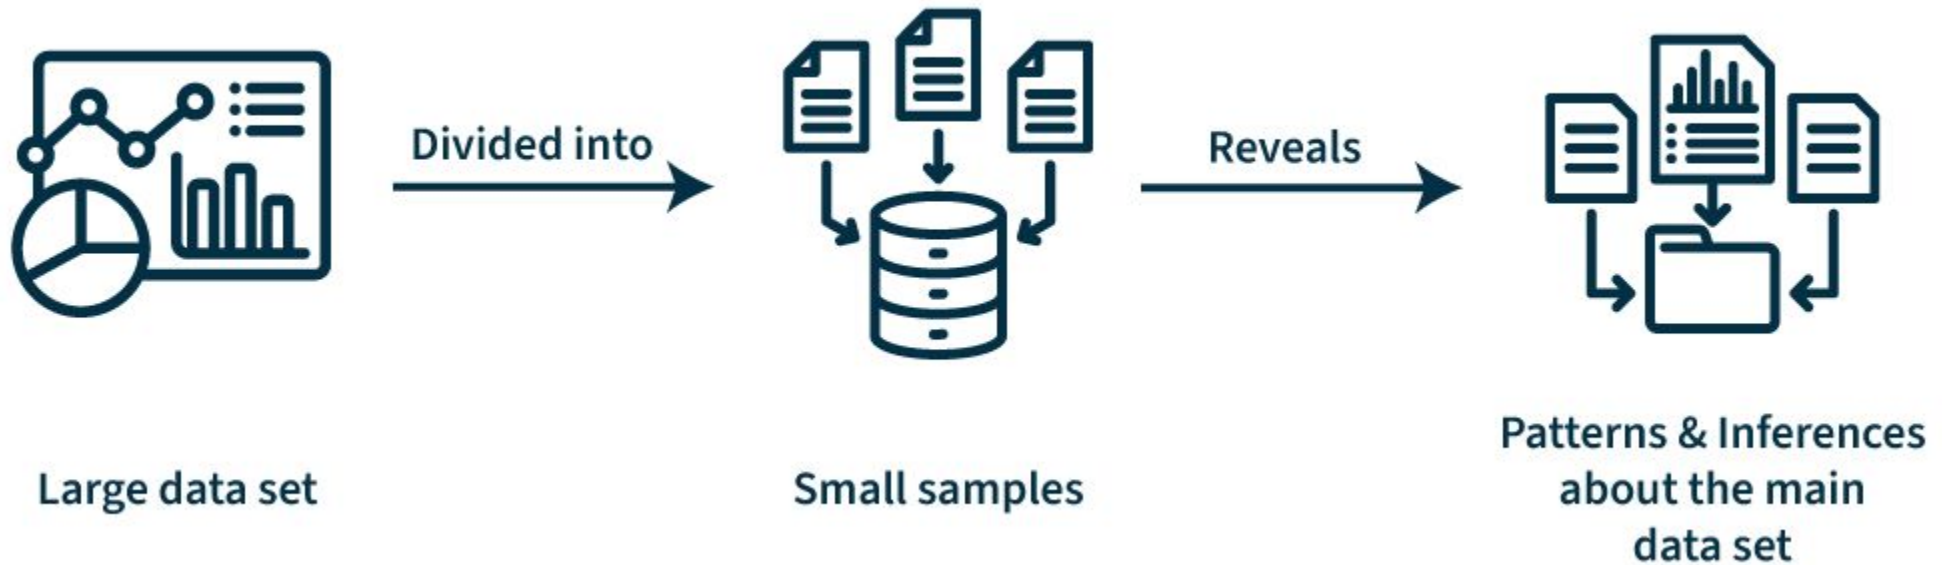 Divided into
Reveals
Large data set
Small samples
Patterns & Inferences
about the main
data set